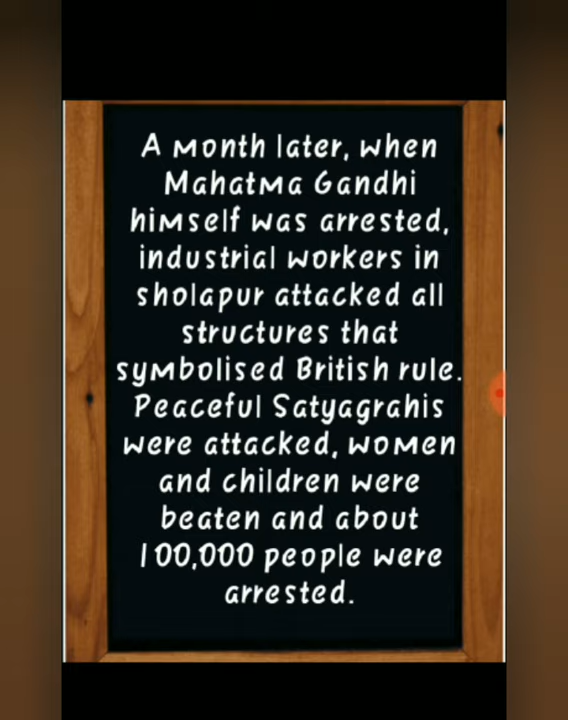 A month later, when
Mahatma Gandhi
himself was arrested,
industrial workers in
sholapur attacked all
structures that
symbolised British rule.
Peaceful Satyagrahis
were attacked, women
and children were
beaten and about
100,000 people were
arrested.